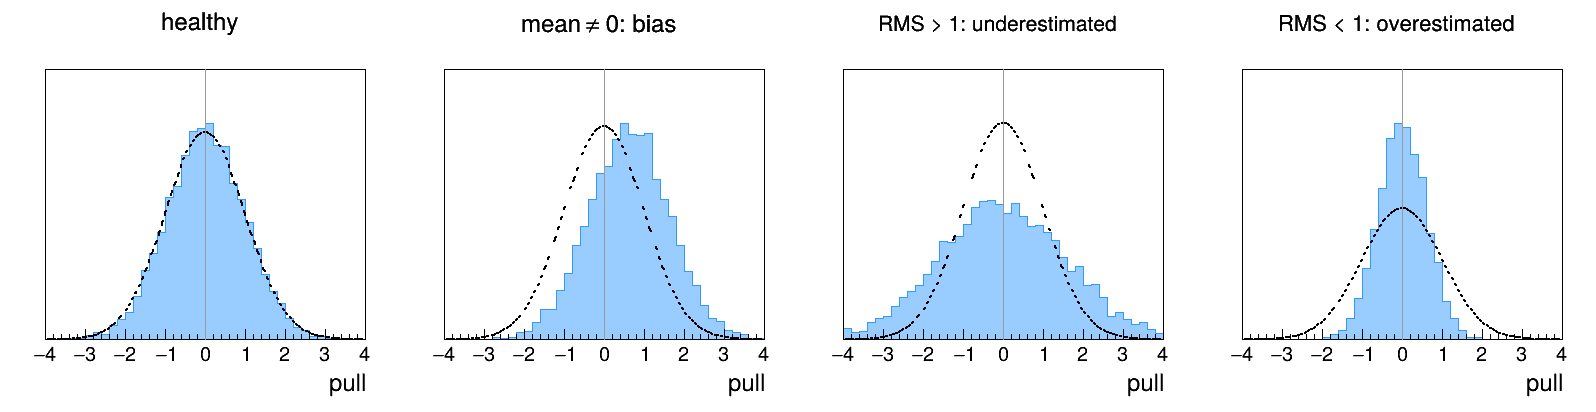 healthy
mean ≠ 0: bias
RMS > 1: underestimated
RMS < 1: overestimated
−4 −3 −2 −1 0 1 2 3 4
−4 −3 −2 −1 0 1 2 3 4
−4 −3 −2 −1 0 1 2 3 4
−4 −3 −2 −1 0 1 2 3 4
pull
pull
pull
pull